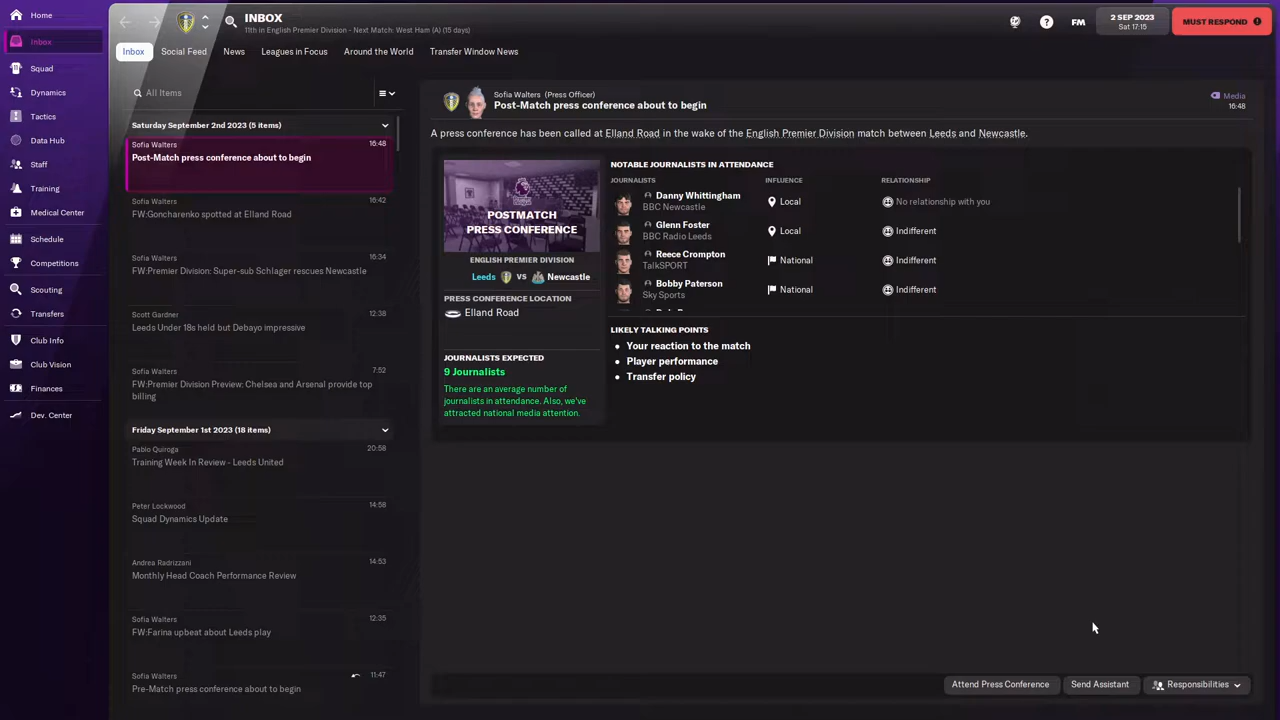 Home
Inbox
Squad
Dynamics
Tactics
Data Hub
Staff
Training
Medical Center
Schedule
Competitions
Scouting
Transfers
Club Info
Club Vision
Finances
Dev. Center
INBOX
11th in English Premier Division - Next Match: West Ham (A) (15 days)
FM
2 SEP 2023
Sat 17:15
MUST RESPOND
Inbox
Social Feed
News
Leagues in Focus
Around the World
Transfer Window News
All Items
Saturday September 2nd 2023 (5 items)
Sofia Walters 16:48
Post-Match press conference about to begin
Sofia Walters 16:42
FW:Goncharenko spotted at Elland Road
Sofia Walters 16:34
FW:Premier Division: Super-sub Schlager rescues Newcastle
Scott Gardner 12:38
Leeds Under 18s held but Debayo impressive
Sofia Walters 7:52
FW:Premier Division Preview: Chelsea and Arsenal provide top
billing
Friday September 1st 2023 (18 items)
Pablo Quiroga 20:58
Training Week In Review - Leeds United
Peter Lockwood 14:58
Squad Dynamics Update
Andrea Radrizzani 14:53
Monthly Head Coach Performance Review
Sofia Walters 12:35
FW:Farina upbeat about Leeds play
Sofia Walters 11:47
Pre-Match press conference about to begin
Sofia Walters (Press Officer)
Post-Match press conference about to begin
Media
16:48
A press conference has been called at Elland Road in the wake of the English Premier Division match between Leeds and Newcastle.
POSTMATCH
PRESS CONFERENCE
ENGLISH PREMIER DIVISION
Leeds VS Newcastle
PRESS CONFERENCE LOCATION
Elland Road
JOURNALISTS EXPECTED
9 Journalists
There are an average number of
journalists in attendance. Also, we've
attracted national media attention.
NOTABLE JOURNALISTS IN ATTENDANCE
JOURNALISTS INFLUENCE RELATIONSHIP
Danny Whittingham
BBC Newcastle
Local
No relationship with you
Glenn Foster
BBC Radio Leeds
Local
Indifferent
Reece Crompton
TalkSPORT
National
Indifferent
Bobby Paterson
Sky Sports
National
Indifferent
LIKELY TALKING POINTS
• Your reaction to the match
• Player performance
• Transfer policy
Attend Press Conference
Send Assistant
Responsibilities